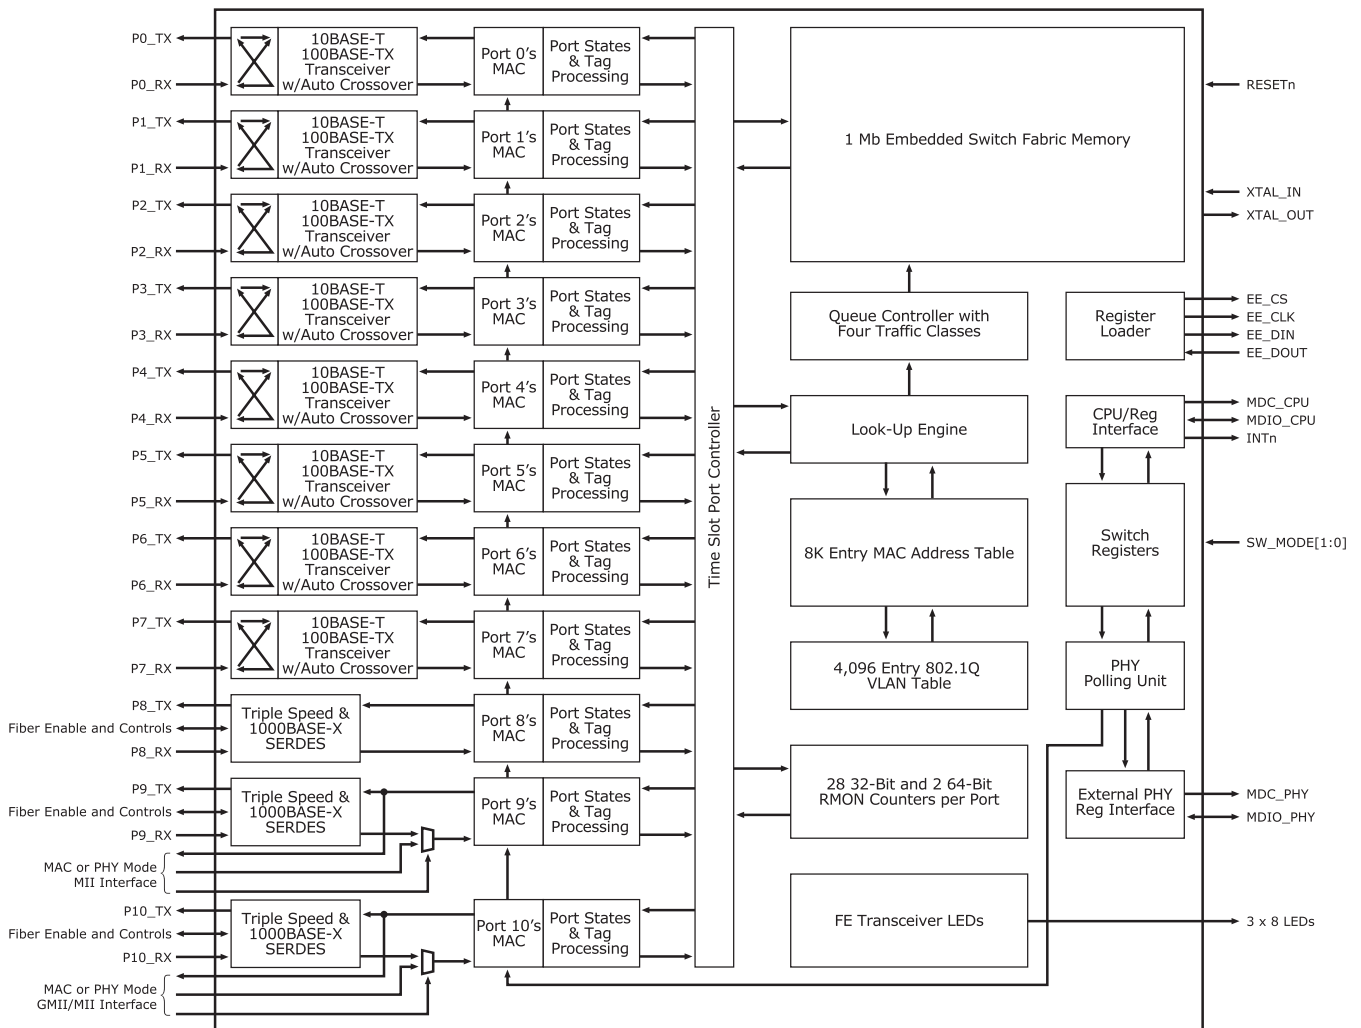 P0_TX
P0_RX
10BASE-T
100BASE-TX
Transceiver
w/Auto Crossover
Port 0's
MAC
Port States
& Tag
Processing
P1_TX
P1_RX
10BASE-T
100BASE-TX
Transceiver
w/Auto Crossover
Port 1's
MAC
Port States
& Tag
Processing
P2_TX
P2_RX
10BASE-T
100BASE-TX
Transceiver
w/Auto Crossover
Port 2's
MAC
Port States
& Tag
Processing
P3_TX
P3_RX
10BASE-T
100BASE-TX
Transceiver
w/Auto Crossover
Port 3's
MAC
Port States
& Tag
Processing
P4_TX
P4_RX
10BASE-T
100BASE-TX
Transceiver
w/Auto Crossover
Port 4's
MAC
Port States
& Tag
Processing
P5_TX
P5_RX
10BASE-T
100BASE-TX
Transceiver
w/Auto Crossover
Port 5's
MAC
Port States
& Tag
Processing
P6_TX
P6_RX
10BASE-T
100BASE-TX
Transceiver
w/Auto Crossover
Port 6's
MAC
Port States
& Tag
Processing
P7_TX
P7_RX
10BASE-T
100BASE-TX
Transceiver
w/Auto Crossover
Port 7's
MAC
Port States
& Tag
Processing
P8_TX
Fiber Enable and Controls
P8_RX
Triple Speed &
1000BASE-X
SERDES
Port 8's
MAC
Port States
& Tag
Processing
P9_TX
Fiber Enable and Controls
P9_RX
MAC or PHY Mode
MII Interface
Triple Speed &
1000BASE-X
SERDES
Port 9's
MAC
Port States
& Tag
Processing
P10_TX
Fiber Enable and Controls
P10_RX
MAC or PHY Mode
GMII/MII Interface
Triple Speed &
1000BASE-X
SERDES
Port 10's
MAC
Port States
& Tag
Processing
Time Slot Port Controller
1 Mb Embedded Switch Fabric Memory
Queue Controller with
Four Traffic Classes
Look-Up Engine
8K Entry MAC Address Table
4,096 Entry 802.1Q
VLAN Table
28 32-Bit and 2 64-Bit
RMON Counters per Port
FE Transceiver LEDs
Register
Loader
CPU/Reg
Interface
Switch
Registers
PHY
Polling Unit
External PHY
Reg Interface
RESETn
XTAL_IN
XTAL_OUT
EE_CS
EE_CLK
EE_DIN
EE_DOUT
MDC_CPU
MDIO_CPU
INTn
SW_MODE[1:0]
MDC_PHY
MDIO_PHY
3 x 8 LEDs